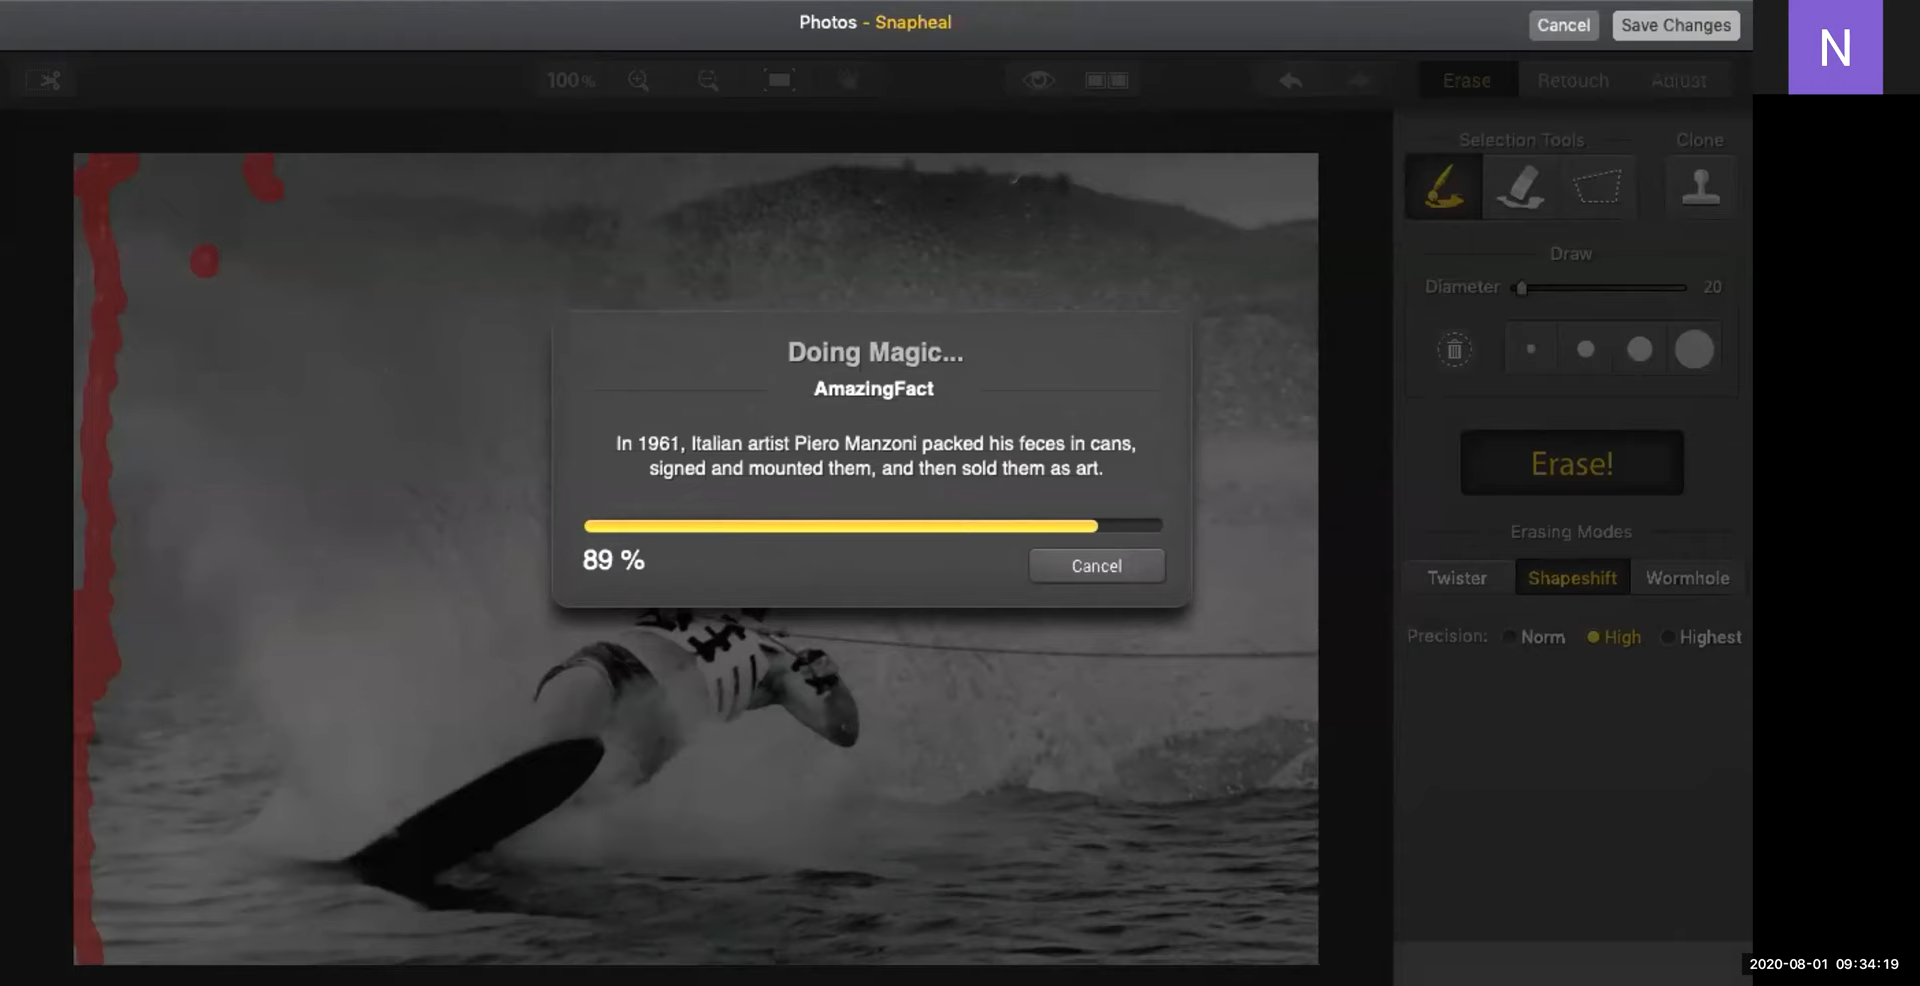 Photos - Snapheal
Cancel
Save Changes
N
100%
Erase
Retouch
Adjust
Selection Tools
Clone
Draw
Diameter
20
Doing Magic...
AmazingFact
In 1961, Italian artist Piero Manzoni packed his feces in cans,
signed and mounted them, and then sold them as art.
89 %
Cancel
Erase!
Erasing Modes
Twister
Shapeshift
Wormhole
Precision:
Norm
High
Highest
2020-08-01 09:34:19